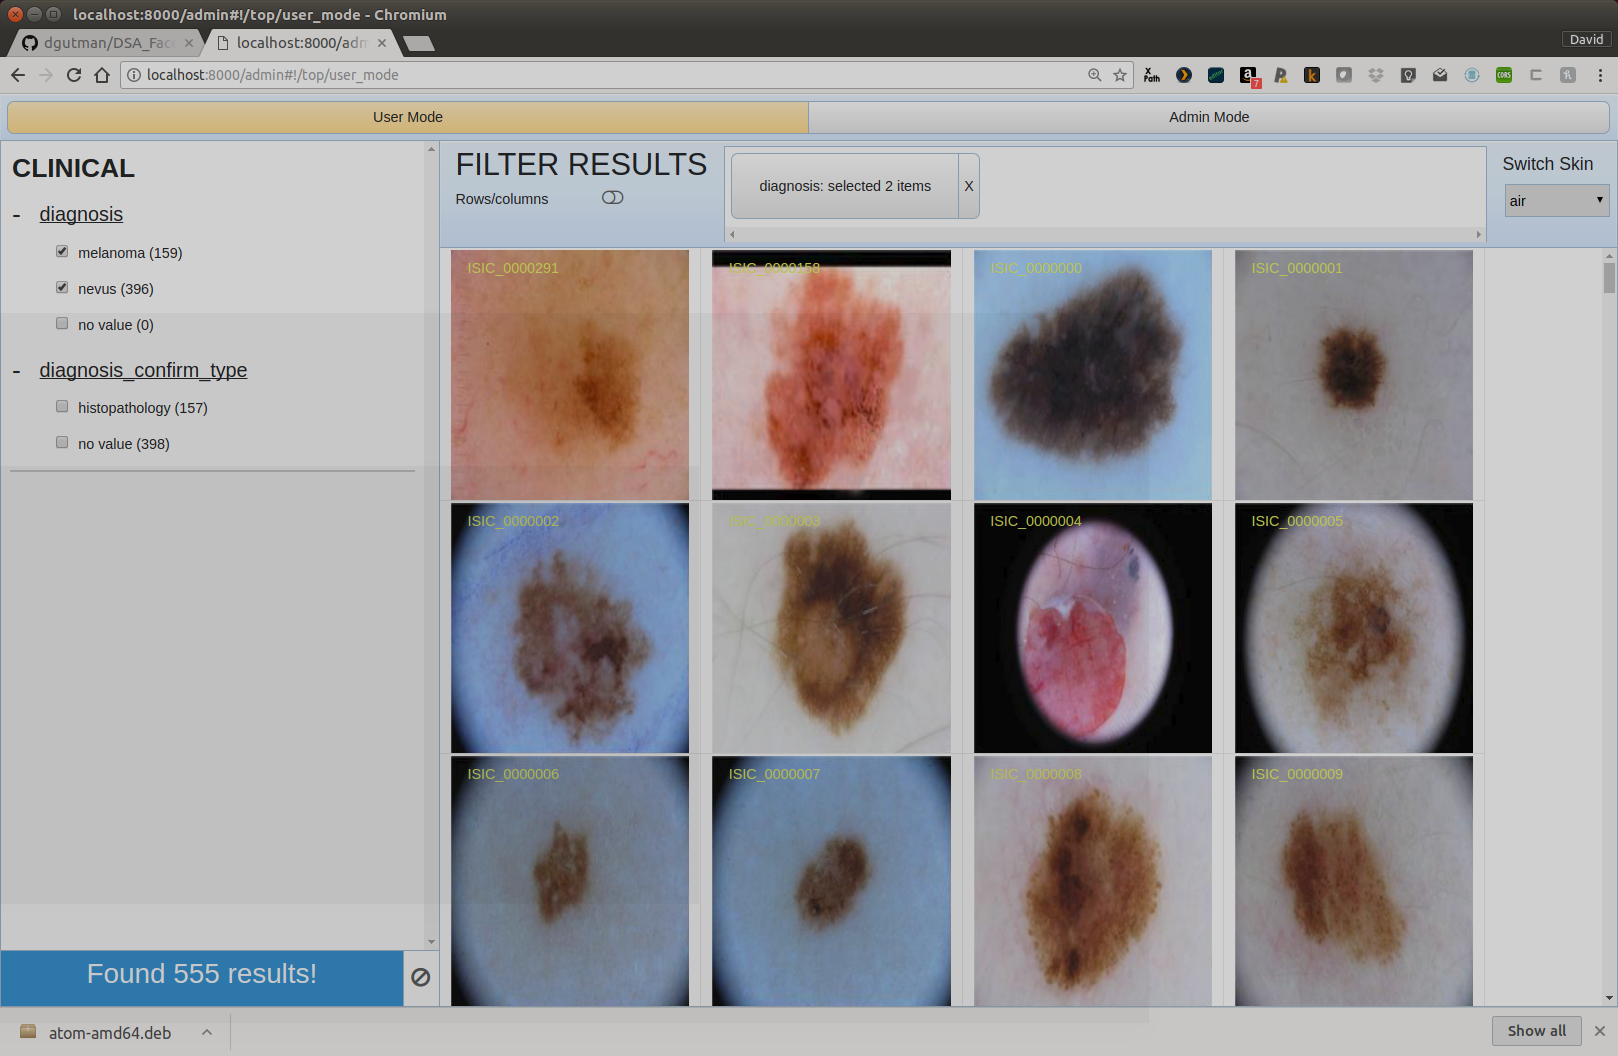 localhost:8000/admin#!/top/user_mode - Chromium
dgutman/DSA_Fac
localhost:8000/adm
David
localhost:8000/admin#!/top/user_mode
User Mode
Admin Mode
CLINICAL
- diagnosis
melanoma (159)
nevus (396)
no value (0)
- diagnosis_confirm_type
histopathology (157)
no value (398)
Found 555 results!
FILTER RESULTS
Rows/columns
diagnosis: selected 2 items X
Switch Skin
air
ISIC_0000291
ISIC_0000158
ISIC_0000000
ISIC_0000001
ISIC_0000002
ISIC_0000003
ISIC_0000004
ISIC_0000005
ISIC_0000006
ISIC_0000007
ISIC_0000008
ISIC_0000009
atom-amd64.deb
Show all